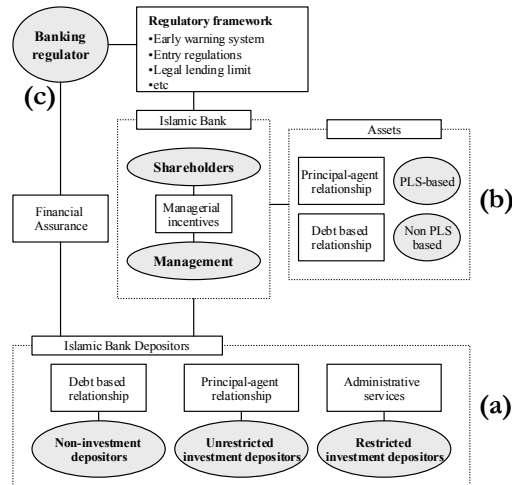 Banking
regulator
Regulatory framework
•Early warning system
•Entry regulations
•Legal lending limit
•etc
(c)
Islamic Bank
Shareholders
Managerial
incentives
Management
Assets
Principal-agent
relationship
PLS-based
Debt based
relationship
Non PLS
based
(b)
Financial
Assurance
Islamic Bank Depositors
Debt based
relationship
Principal-agent
relationship
Administrative
services
(a)
Non-investment
depositors
Unrestricted
investment depositors
Restricted
investment depositors